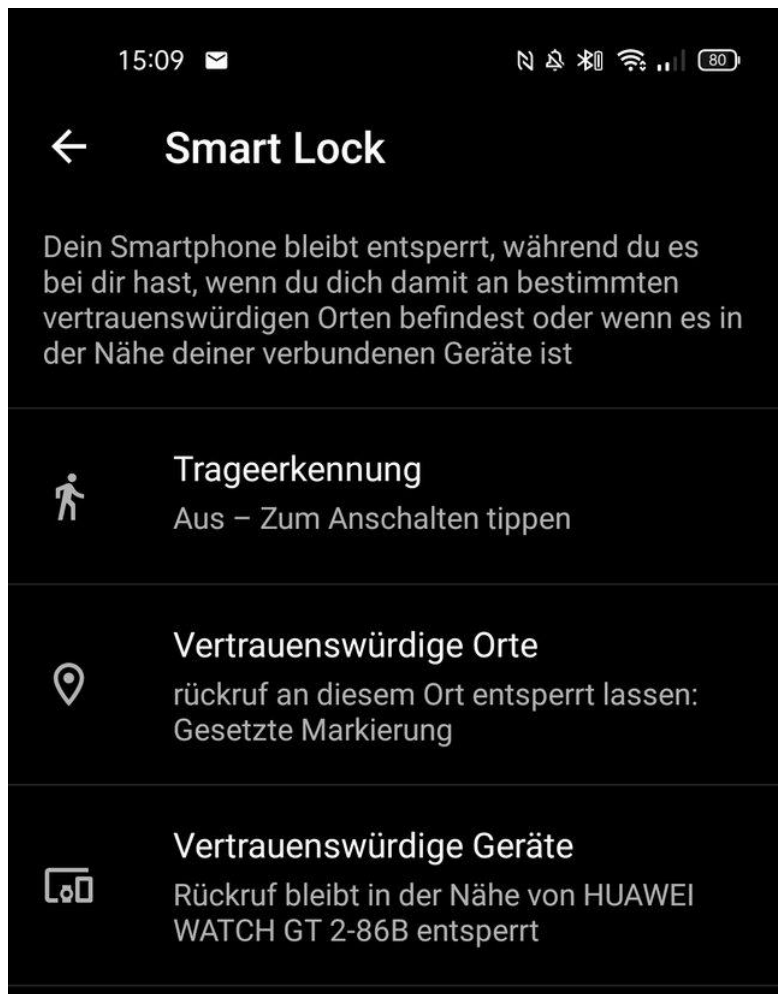 15:09
80
Smart Lock
Dein Smartphone bleibt entsperrt, während du es
bei dir hast, wenn du dich damit an bestimmten
vertrauenswürdigen Orten befindest oder wenn es in
der Nähe deiner verbundenen Geräte ist
Trageerkennung
Aus – Zum Anschalten tippen
Vertrauenswürdige Orte
rückruf an diesem Ort entsperrt lassen:
Gesetzte Markierung
Vertrauenswürdige Geräte
Rückruf bleibt in der Nähe von HUAWEI
WATCH GT 2-86B entsperrt